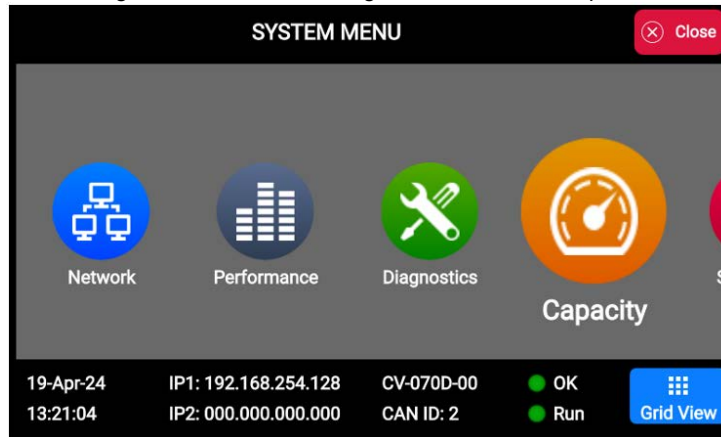 SYSTEM MENU
Close
Network
Performance
Diagnostics
Capacity
S
19-Apr-24
IP1: 192.168.254.128
CV-070D-00
OK
13:21:04
IP2: 000.000.000.000
CAN ID: 2
Run
Grid View